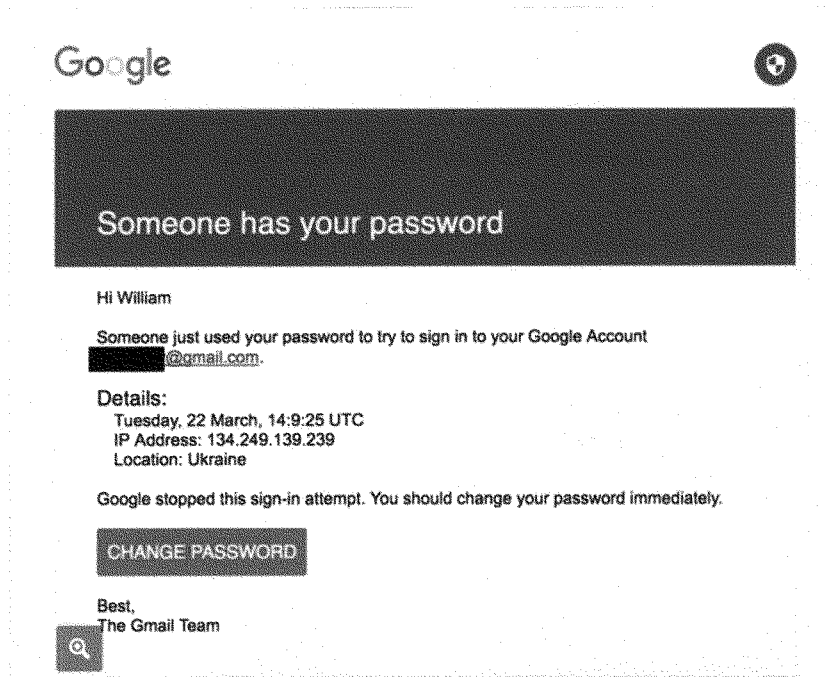 Google
Someone has your password
Hi William
Someone just used your password to try to sign in to your Google Account
@gmail.com.
Details:
Tuesday, 22 March, 14:9:25 UTC
IP Address: 134.249.139.239
Location: Ukraine
Google stopped this sign-in attempt. You should change your password immediately.
CHANGE PASSWORD
Best,
The Gmail Team